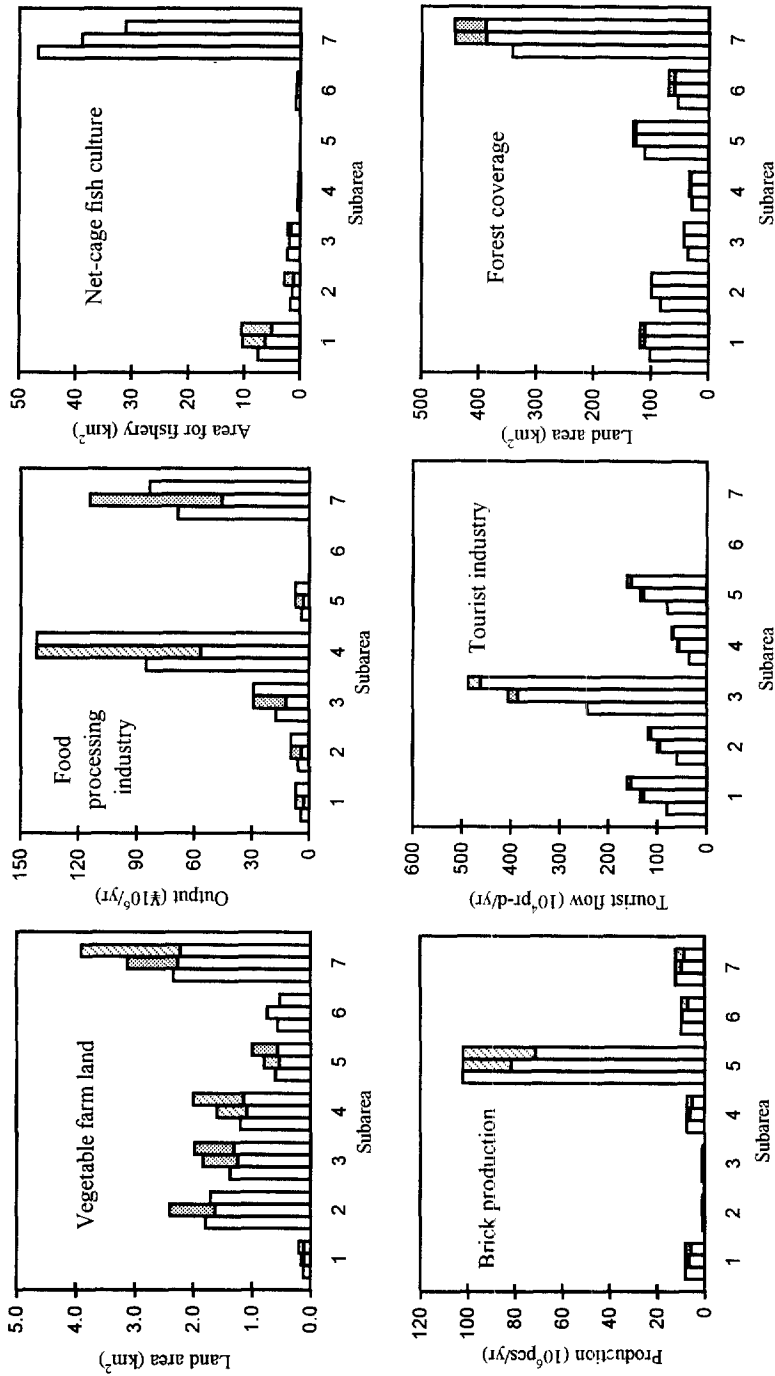 Vegetable farm land
Land area (km²)
5.0
4.0
3.0
2.0
1.0
0.0
1 2 3 4 5 6 7
Subarea
Food
processing
industry
Output (¥10⁶/yr)
150
120
90
60
30
0
1 2 3 4 5 6 7
Subarea
Net-cage fish culture
Area for fishery (km²)
50
40
30
20
10
0
1 2 3 4 5 6 7
Subarea
Brick production
Production (10⁶pcs/yr)
120
100
80
60
40
20
0
1 2 3 4 5 6 7
Subarea
Tourist industry
Tourist flow (10⁴pr-d/yr)
600
500
400
300
200
100
0
1 2 3 4 5 6 7
Subarea
Forest coverage
Land area (km²)
500
400
300
200
100
0
1 2 3 4 5 6 7
Subarea